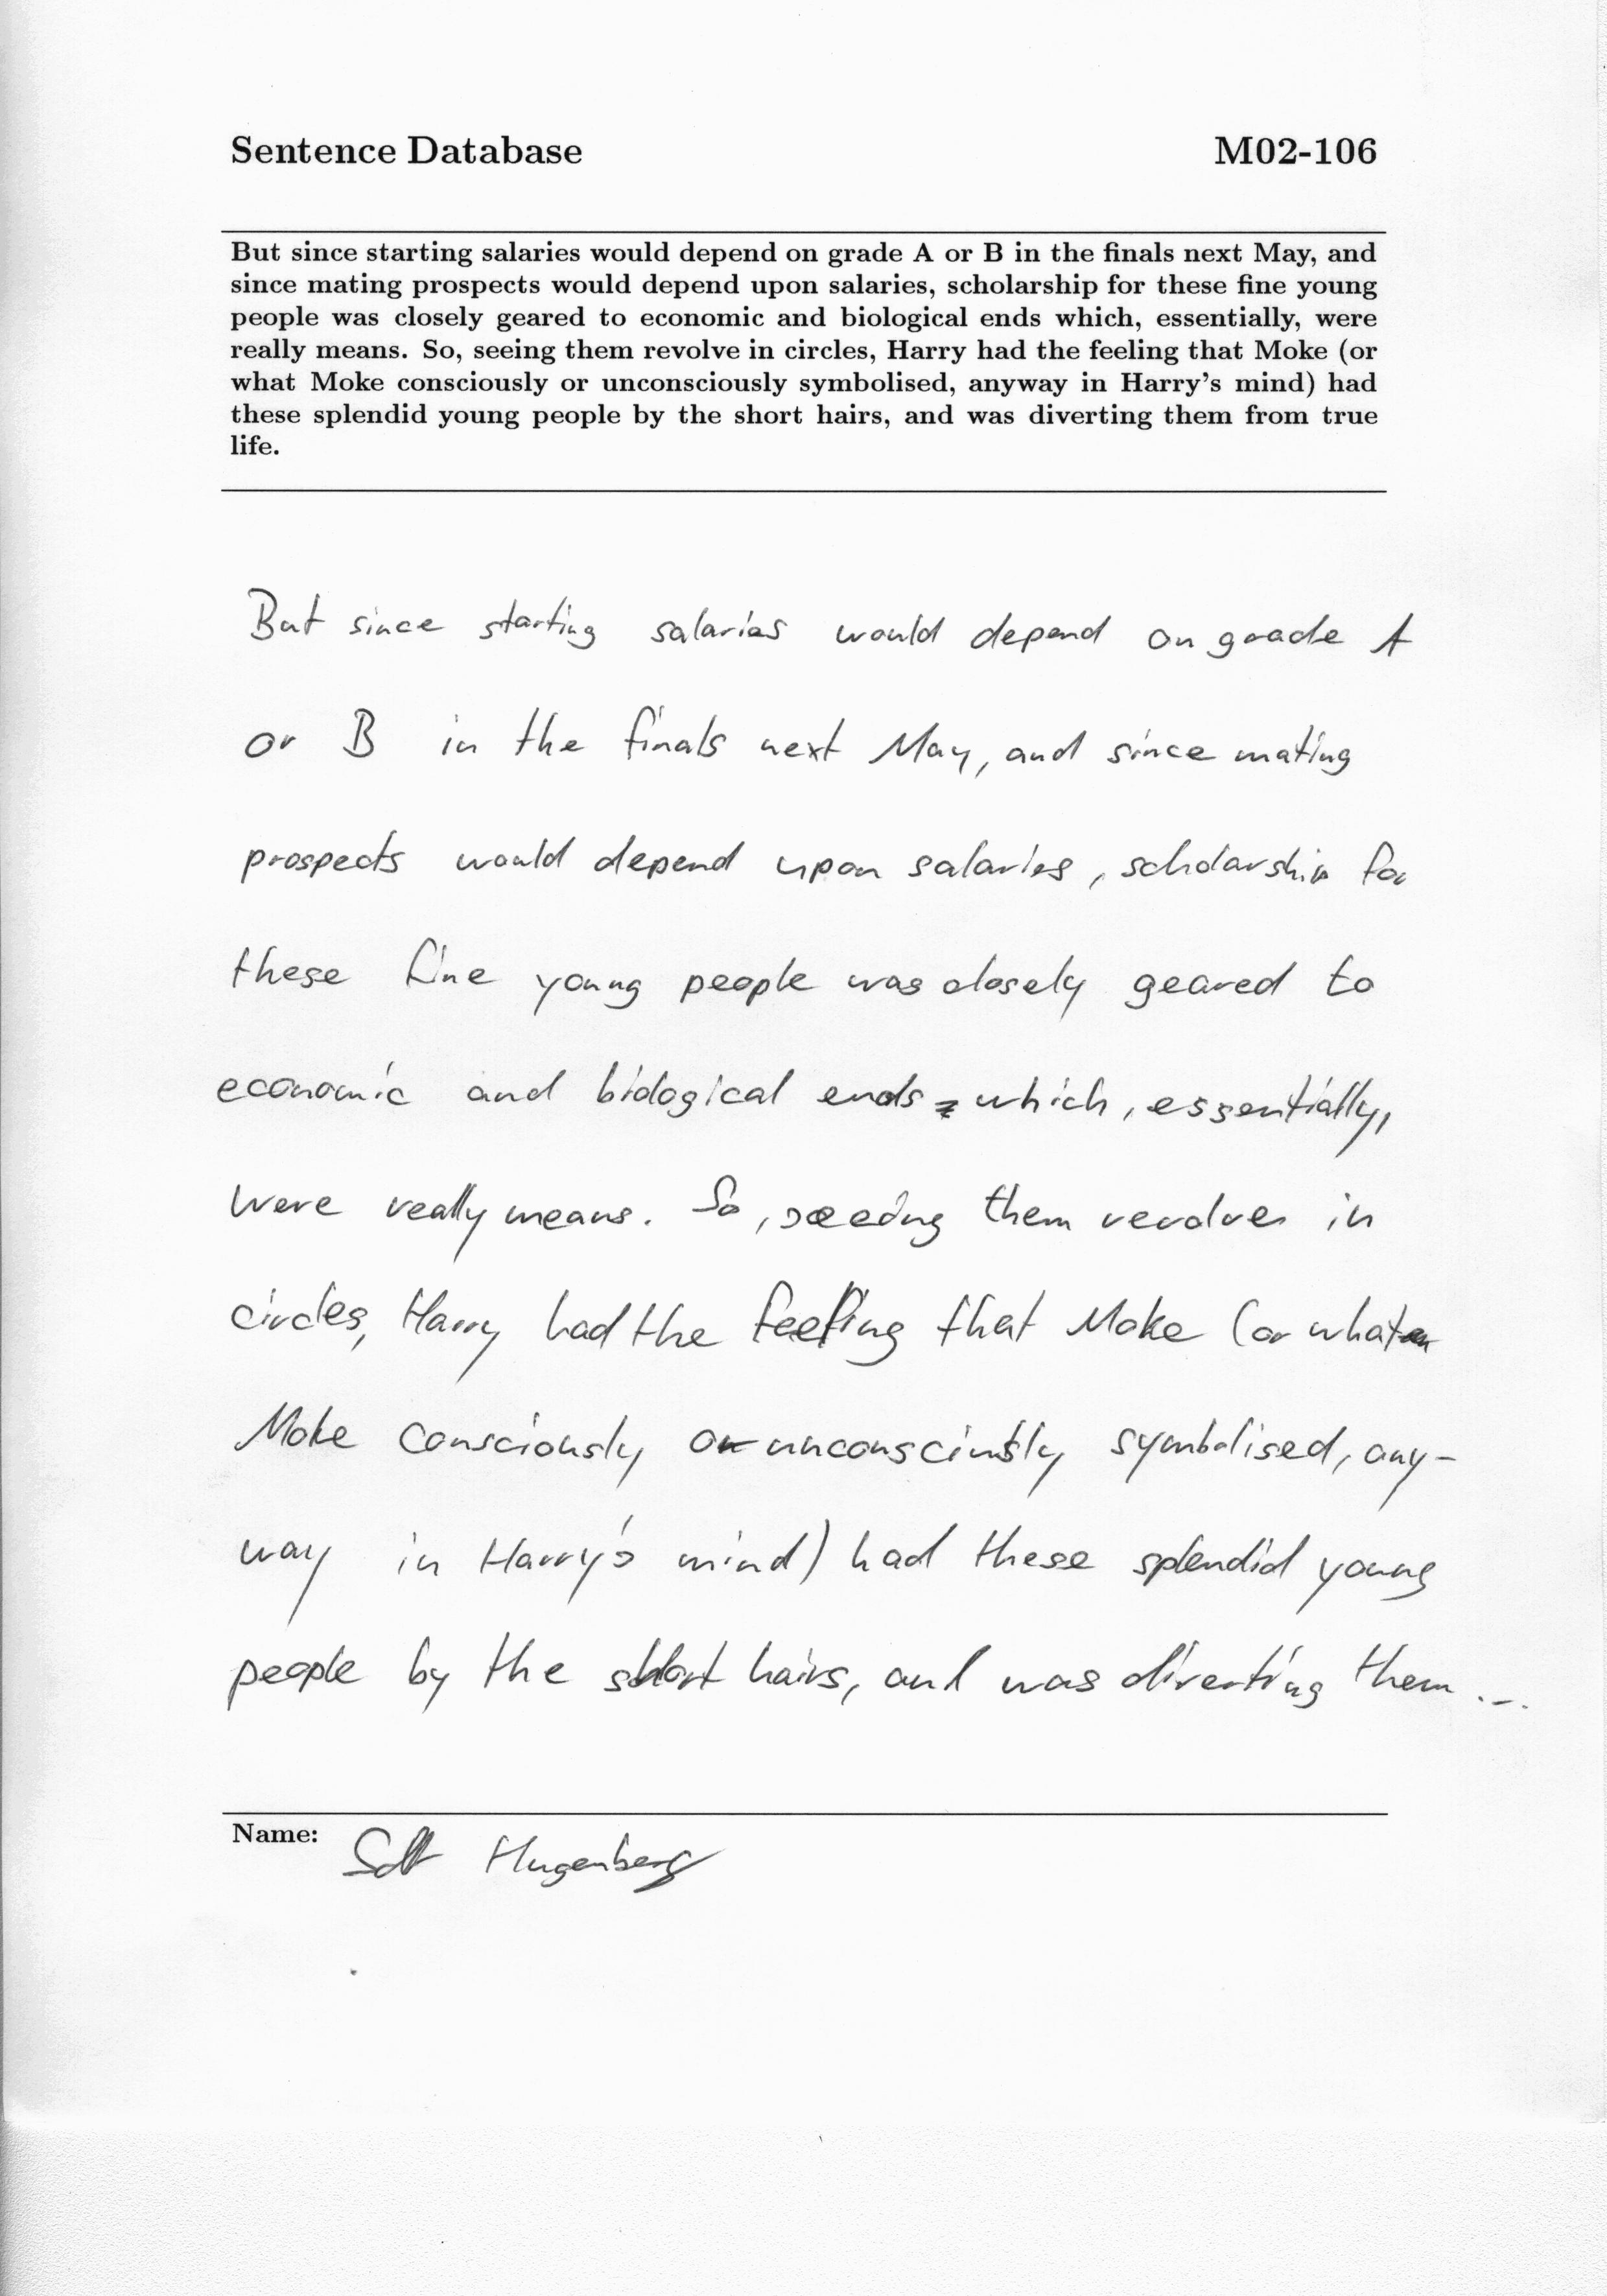 Sentence Database M02-106
But since starting salaries would depend on grade A or B in the finals next May, and
since mating prospects would depend upon salaries, scholarship for these fine young
people was closely geared to economic and biological ends which, essentially, were
really means. So, seeing them revolve in circles, Harry had the feeling that Moke (or
what Moke consciously or unconsciously symbolised, anyway in Harry's mind) had
these splendid young people by the short hairs, and was diverting them from true
life.
But since starting salaries would depend on grade A
or B in the finals next May, and since mating
prospects would depend upon salaries, scholarship for
these fine young people was closely geared to
economic and biological ends which, essentially,
were really means. So, seeing them revolve in
circles, Harry had the feeling that Moke (or what
Moke consciously or unconsciously symbolised, any-
way in Harry's mind) had these splendid young
people by the short hairs, and was diverting them ...
Name: Hugenberg